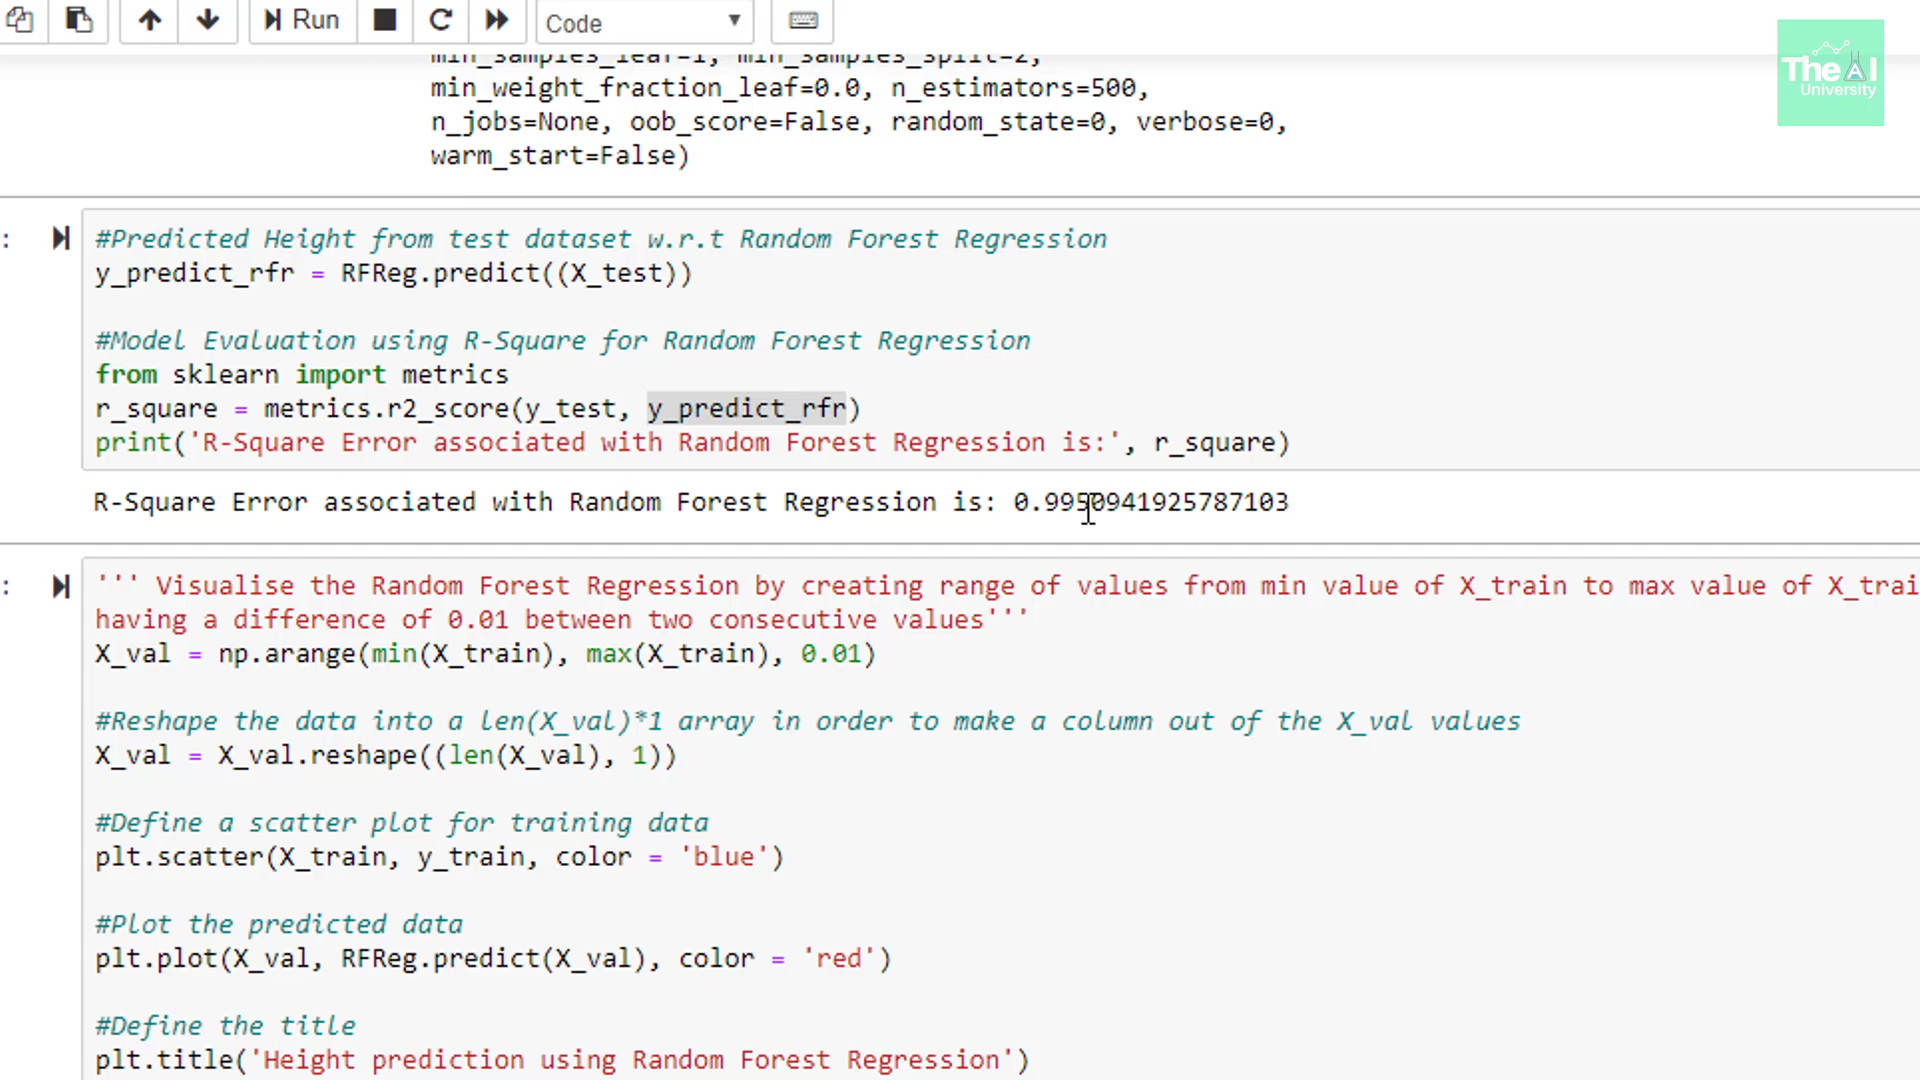 Run
Code
The AI
University
min_samples_leaf=1, min_samples_split=2,
min_weight_fraction_leaf=0.0, n_estimators=500,
n_jobs=None, oob_score=False, random_state=0, verbose=0,
warm_start=False)
:
#Predicted Height from test dataset w.r.t Random Forest Regression
y_predict_rfr = RFReg.predict((X_test))
#Model Evaluation using R-Square for Random Forest Regression
from sklearn import metrics
r_square = metrics.r2_score(y_test, y_predict_rfr)
print('R-Square Error associated with Random Forest Regression is:', r_square)
R-Square Error associated with Random Forest Regression is: 0.9950941925787103
:
''' Visualise the Random Forest Regression by creating range of values from min value of X_train to max value of X_trai
having a difference of 0.01 between two consecutive values'''
X_val = np.arange(min(X_train), max(X_train), 0.01)
#Reshape the data into a len(X_val)*1 array in order to make a column out of the X_val values
X_val = X_val.reshape((len(X_val), 1))
#Define a scatter plot for training data
plt.scatter(X_train, y_train, color = 'blue')
#Plot the predicted data
plt.plot(X_val, RFReg.predict(X_val), color = 'red')
#Define the title
plt.title('Height prediction using Random Forest Regression')